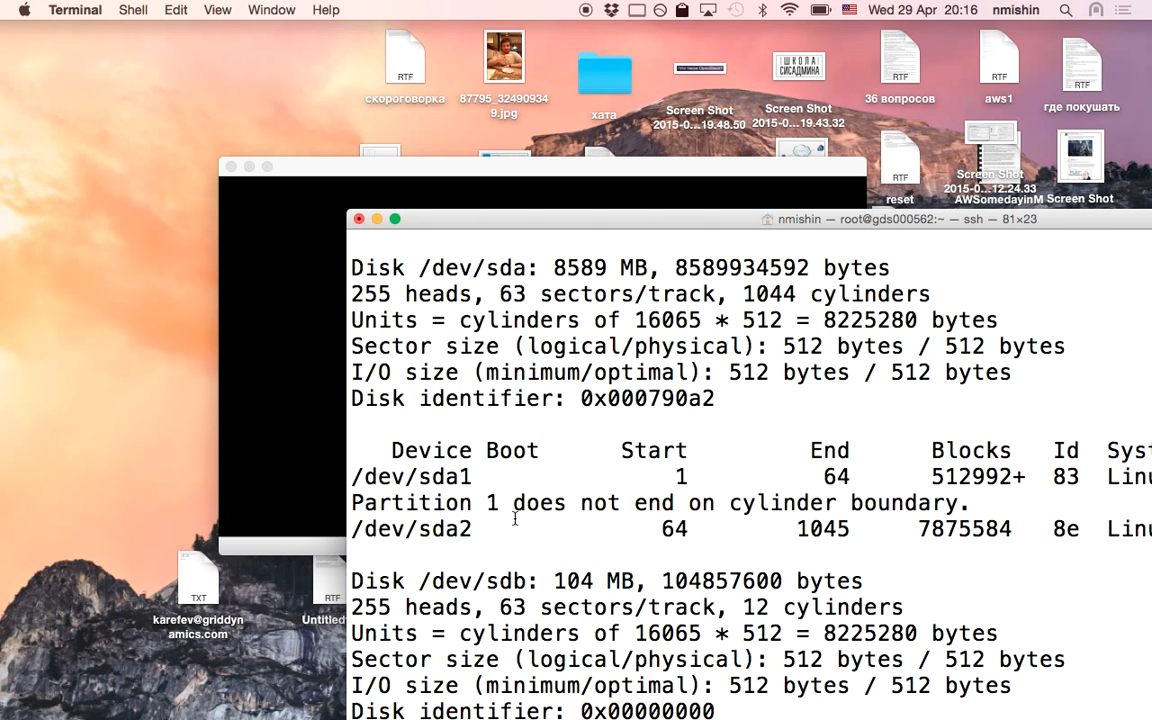 Terminal Shell Edit View Window Help Wed 29 Apr 20:16 nmishin
RTF
скороговорка
87795_32490934
9.jpg
хата
Screen Shot
2015-0...19.48.50
ШКОЛА
СИСАДМИНА
Screen Shot
2015-0...19.43.32
RTF
36 вопросов
RTF
aws1
RTF
где покушать
RTF
reset
Screen Shot
2015-0...12.24.33
AWSomedayinM
Screen Shot
nmishin — root@gds000562:~ — ssh — 81×23
Disk /dev/sda: 8589 MB, 8589934592 bytes
255 heads, 63 sectors/track, 1044 cylinders
Units = cylinders of 16065 * 512 = 8225280 bytes
Sector size (logical/physical): 512 bytes / 512 bytes
I/O size (minimum/optimal): 512 bytes / 512 bytes
Disk identifier: 0x000790a2
Device Boot Start End Blocks Id Syst
/dev/sda1 1 64 512992+ 83 Linu
Partition 1 does not end on cylinder boundary.
/dev/sda2 64 1045 7875584 8e Linu
Disk /dev/sdb: 104 MB, 104857600 bytes
255 heads, 63 sectors/track, 12 cylinders
Units = cylinders of 16065 * 512 = 8225280 bytes
Sector size (logical/physical): 512 bytes / 512 bytes
I/O size (minimum/optimal): 512 bytes / 512 bytes
Disk identifier: 0x00000000
TXT
karefev@griddyn
amics.com
RTF
Untitled